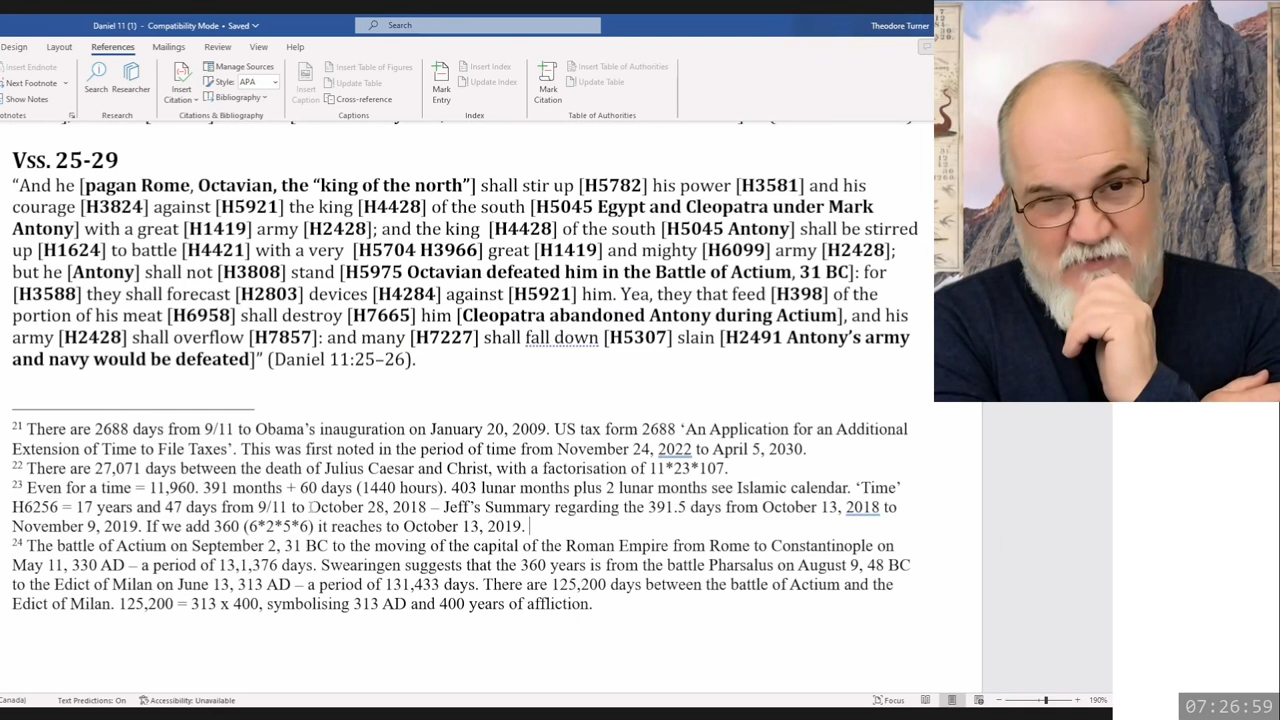 Daniel 11 (1) – Compatibility Mode • Saved
Search
Theodore Turner
Design Layout References Mailings Review View Help
Insert Endnote
Next Footnote
Show Notes
Search
Researcher
Research
Insert Citation
Manage Sources
Style: APA
Bibliography
Citations & Bibliography
Insert Caption
Insert Table of Figures
Update Table
Cross-reference
Captions
Mark Entry
Insert Index
Update Index
Index
Mark Citation
Insert Table of Authorities
Update Table
Table of Authorities
Vss. 25-29
“And he [pagan Rome, Octavian, the “king of the north”] shall stir up [H5782] his power [H3581] and his
courage [H3824] against [H5921] the king [H4428] of the south [H5045 Egypt and Cleopatra under Mark
Antony] with a great [H1419] army [H2428]; and the king [H4428] of the south [H5045 Antony] shall be stirred
up [H1624] to battle [H4421] with a very [H5704 H3966] great [H1419] and mighty [H6099] army [H2428];
but he [Antony] shall not [H3808] stand [H5975 Octavian defeated him in the Battle of Actium, 31 BC]: for
[H3588] they shall forecast [H2803] devices [H4284] against [H5921] him. Yea, they that feed [H398] of the
portion of his meat [H6958] shall destroy [H7665] him [Cleopatra abandoned Antony during Actium], and his
army [H2428] shall overflow [H7857]: and many [H7227] shall fall down [H5307] slain [H2491 Antony’s army
and navy would be defeated]” (Daniel 11:25–26).
21 There are 2688 days from 9/11 to Obama’s inauguration on January 20, 2009. US tax form 2688 ‘An Application for an Additional
Extension of Time to File Taxes’. This was first noted in the period of time from November 24, 2022 to April 5, 2030.
22 There are 27,071 days between the death of Julius Caesar and Christ, with a factorisation of 11*23*107.
23 Even for a time = 11,960. 391 months + 60 days (1440 hours). 403 lunar months plus 2 lunar months see Islamic calendar. ‘Time’
H6256 = 17 years and 47 days from 9/11 to October 28, 2018 – Jeff’s Summary regarding the 391.5 days from October 13, 2018 to
November 9, 2019. If we add 360 (6*2*5*6) it reaches to October 13, 2019.
24 The battle of Actium on September 2, 31 BC to the moving of the capital of the Roman Empire from Rome to Constantinople on
May 11, 330 AD – a period of 13,1,376 days. Swearingen suggests that the 360 years is from the battle Pharsalus on August 9, 48 BC
to the Edict of Milan on June 13, 313 AD – a period of 131,433 days. There are 125,200 days between the battle of Actium and the
Edict of Milan. 125,200 = 313 x 400, symbolising 313 AD and 400 years of affliction.
Text Predictions: On
Accessibility: Unavailable
Focus
190%
07:26:59